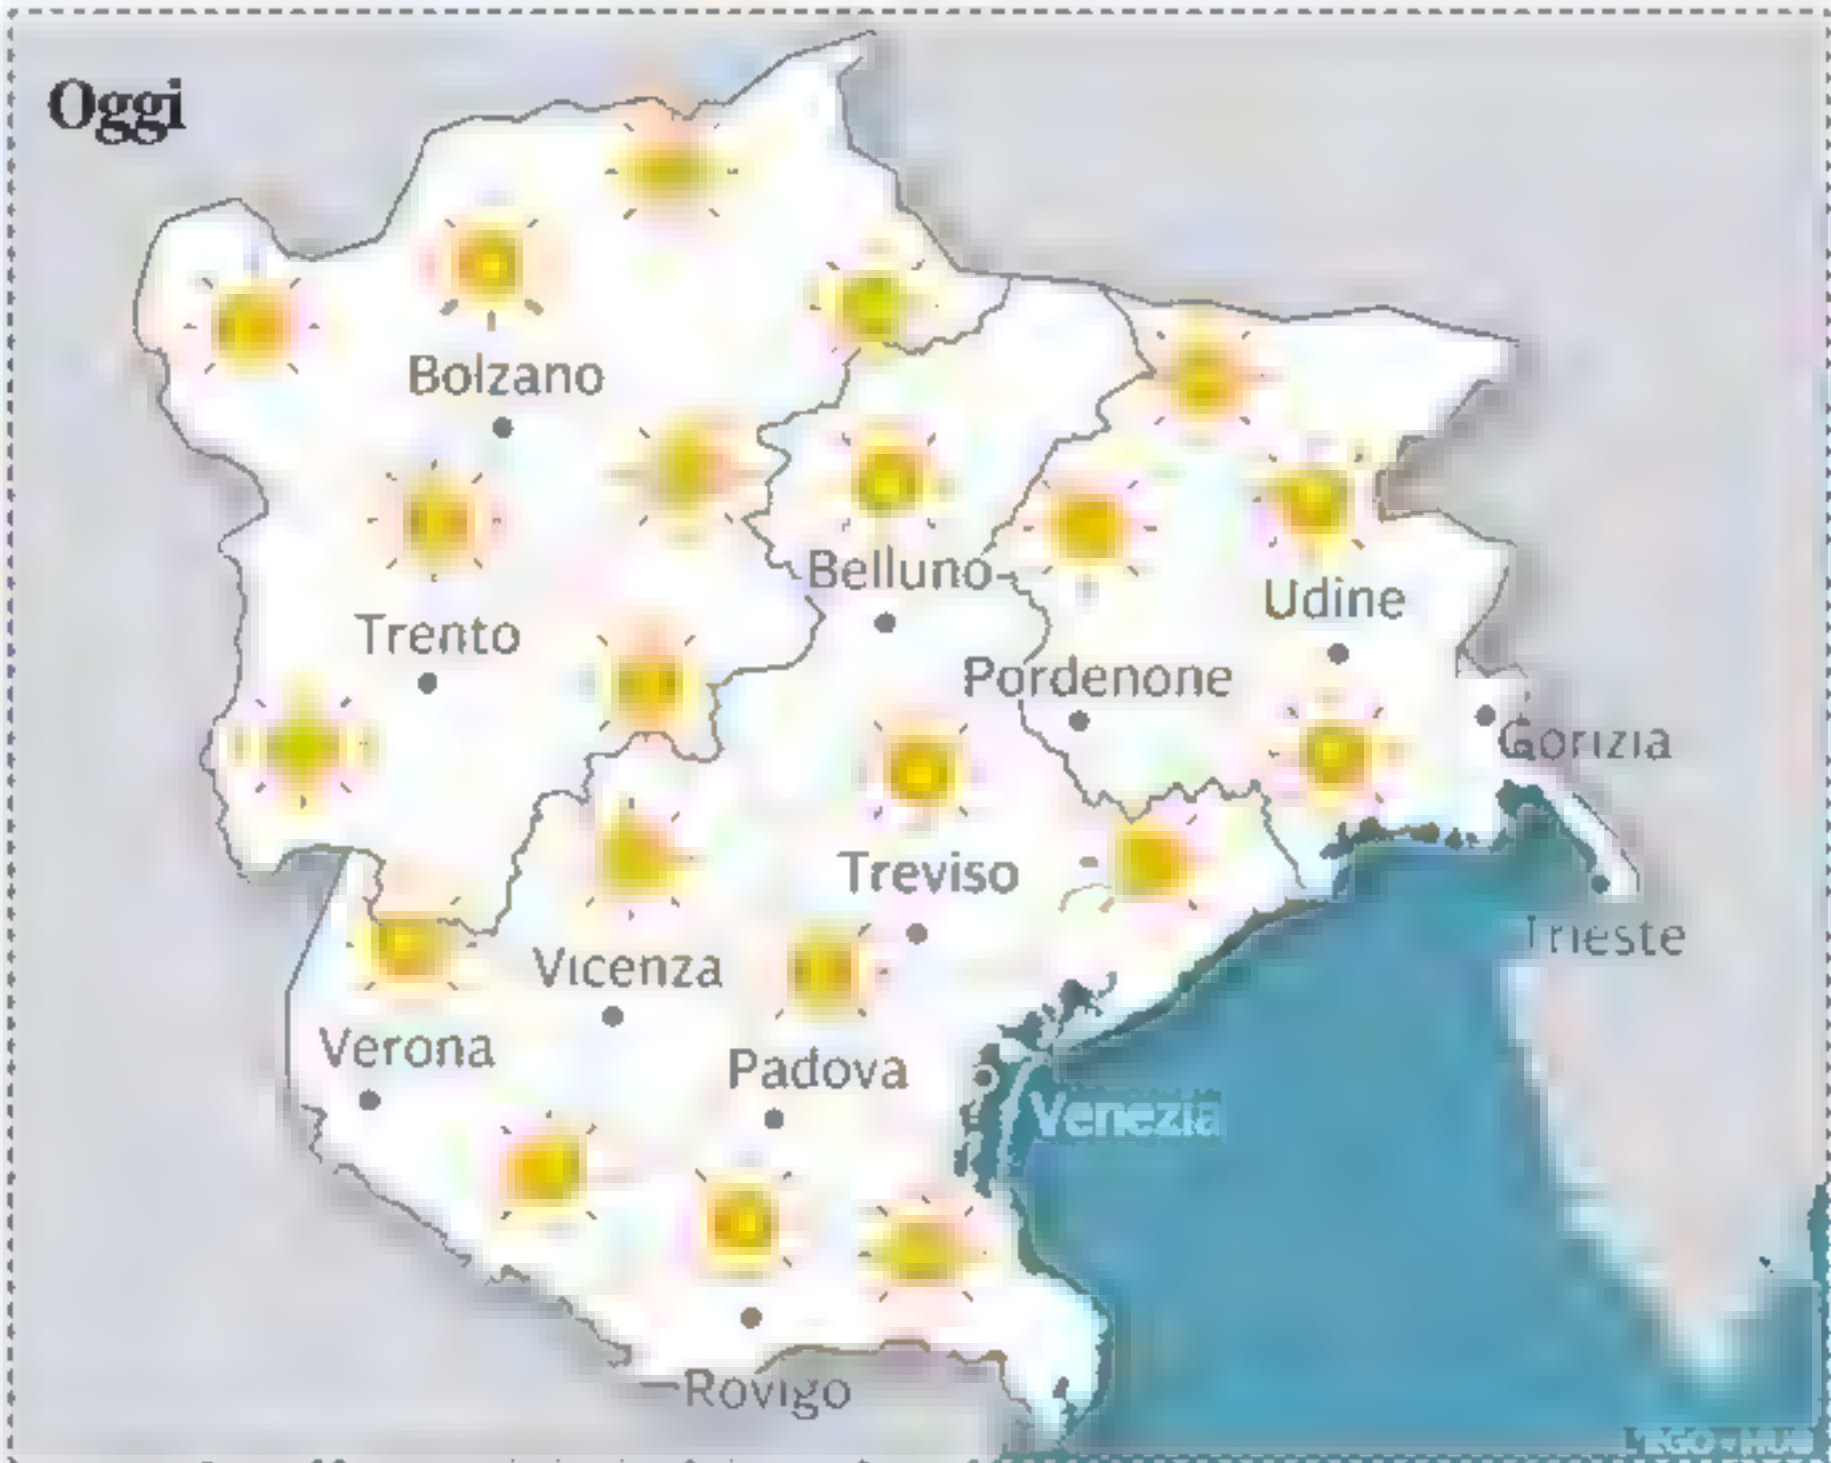 Oggi
Bolzano
Trento
Belluno
Udine
Pordenone
Gorizia
Treviso
Trieste
Vicenza
Verona
Padova
Venezia
Rovigo